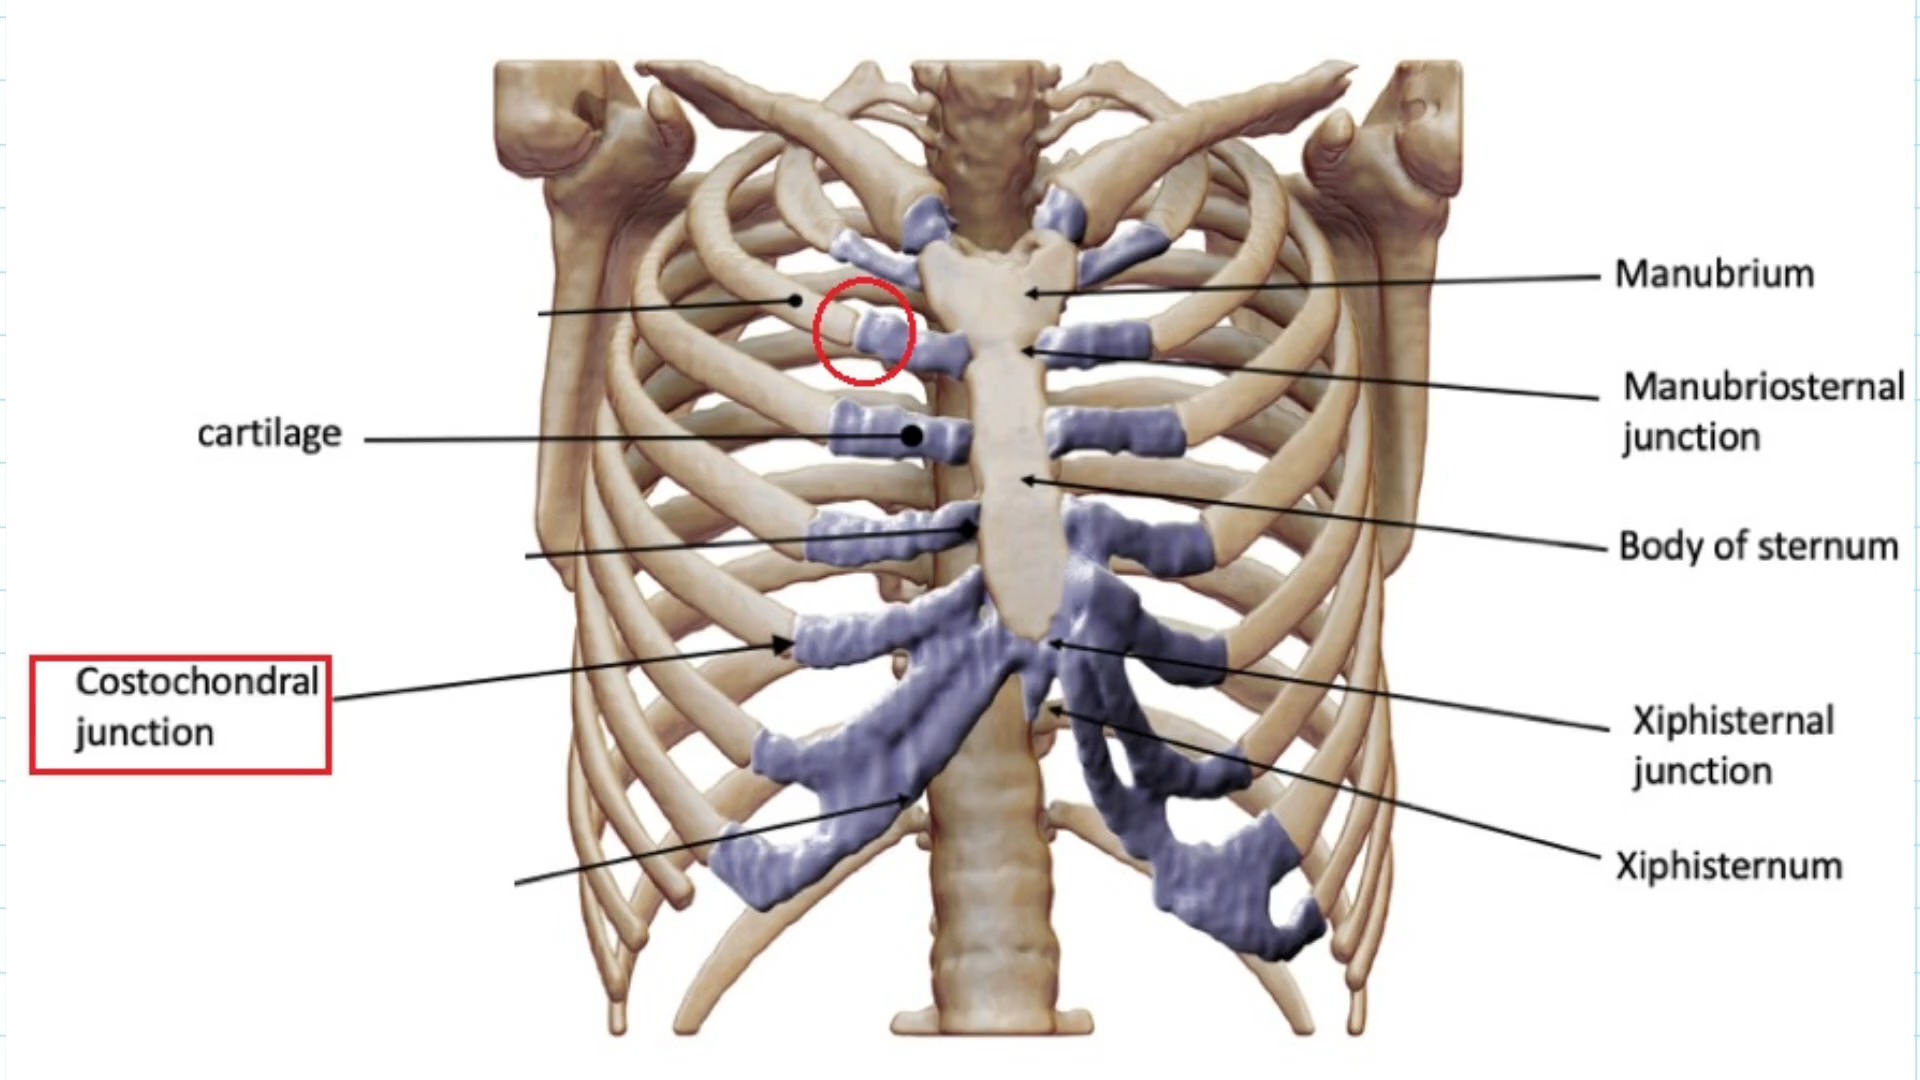 Manubrium
Manubriosternal
junction
cartilage
Body of sternum
Costochondral
junction
Xiphisternal
junction
Xiphisternum